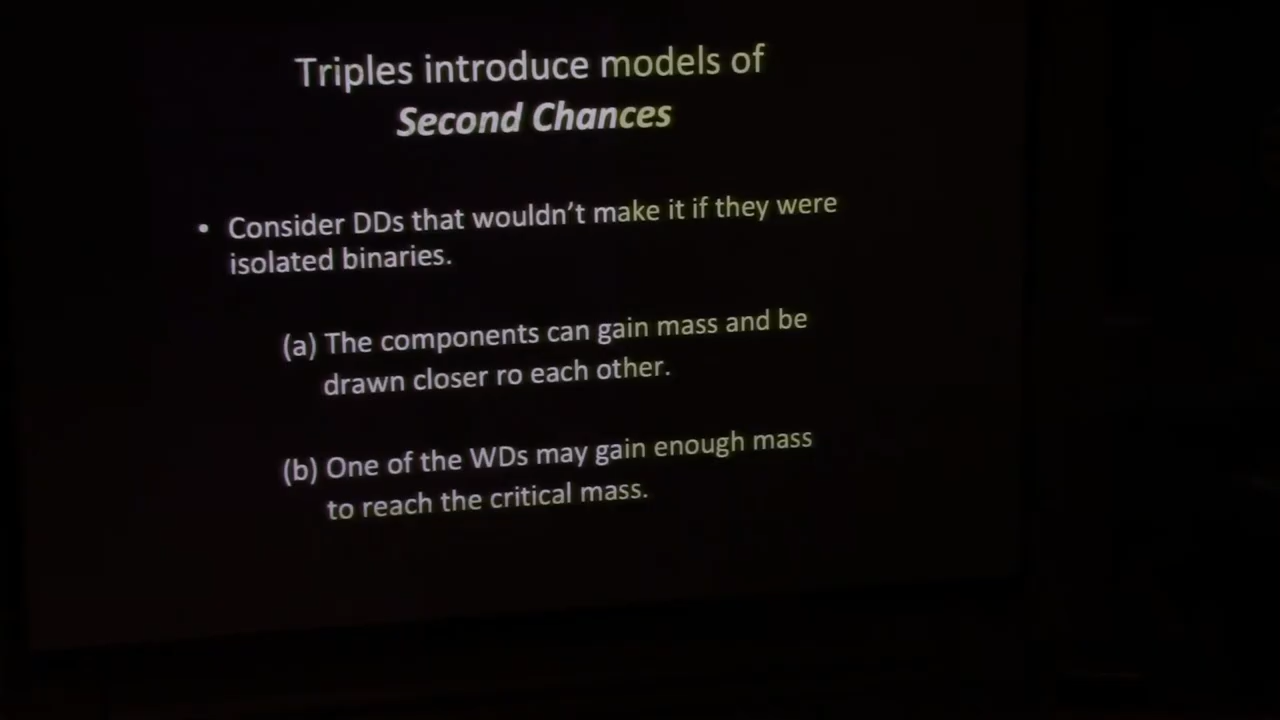 Triples introduce models of
Second Chances
• Consider DDs that wouldn't make it if they were
isolated binaries.
(a) The components can gain mass and be
drawn closer ro each other.
(b) One of the WDs may gain enough mass
to reach the critical mass.